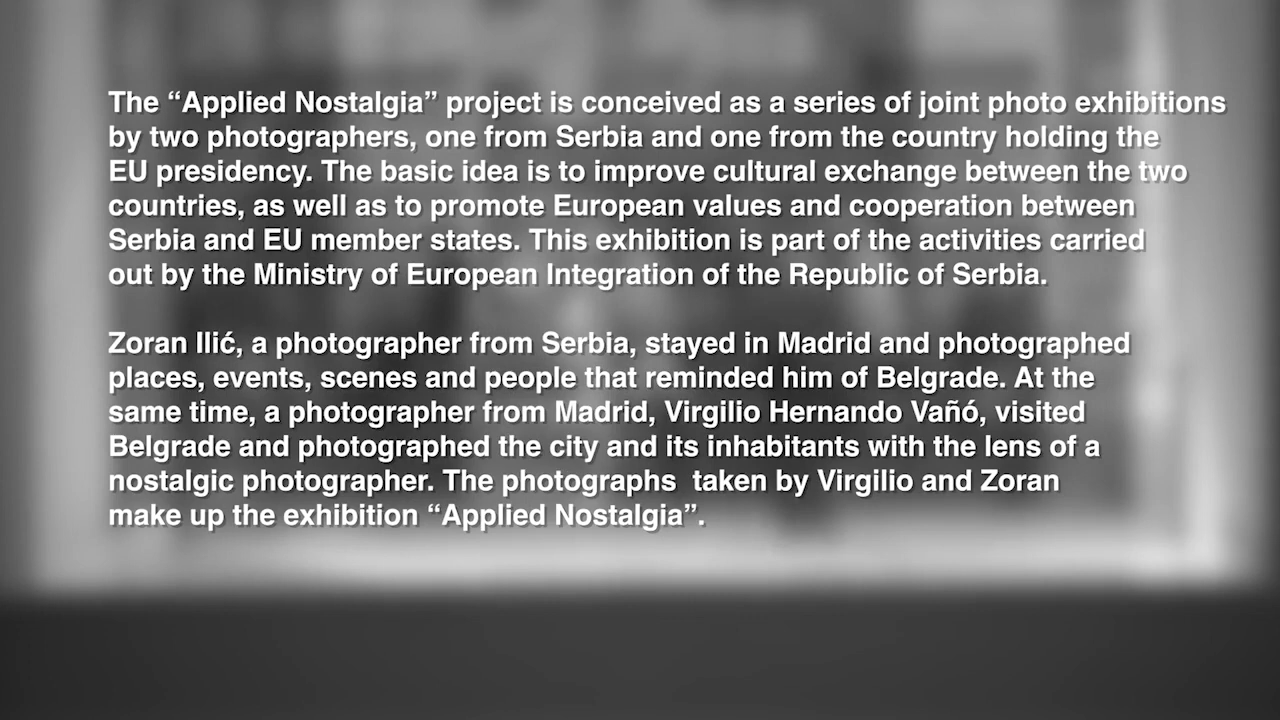 The “Applied Nostalgia” project is conceived as a series of joint photo exhibitions
by two photographers, one from Serbia and one from the country holding the
EU presidency. The basic idea is to improve cultural exchange between the two
countries, as well as to promote European values and cooperation between
Serbia and EU member states. This exhibition is part of the activities carried
out by the Ministry of European Integration of the Republic of Serbia.

Zoran Ilić, a photographer from Serbia, stayed in Madrid and photographed
places, events, scenes and people that reminded him of Belgrade. At the
same time, a photographer from Madrid, Virgilio Hernando Vañó, visited
Belgrade and photographed the city and its inhabitants with the lens of a
nostalgic photographer. The photographs  taken by Virgilio and Zoran
make up the exhibition “Applied Nostalgia”.